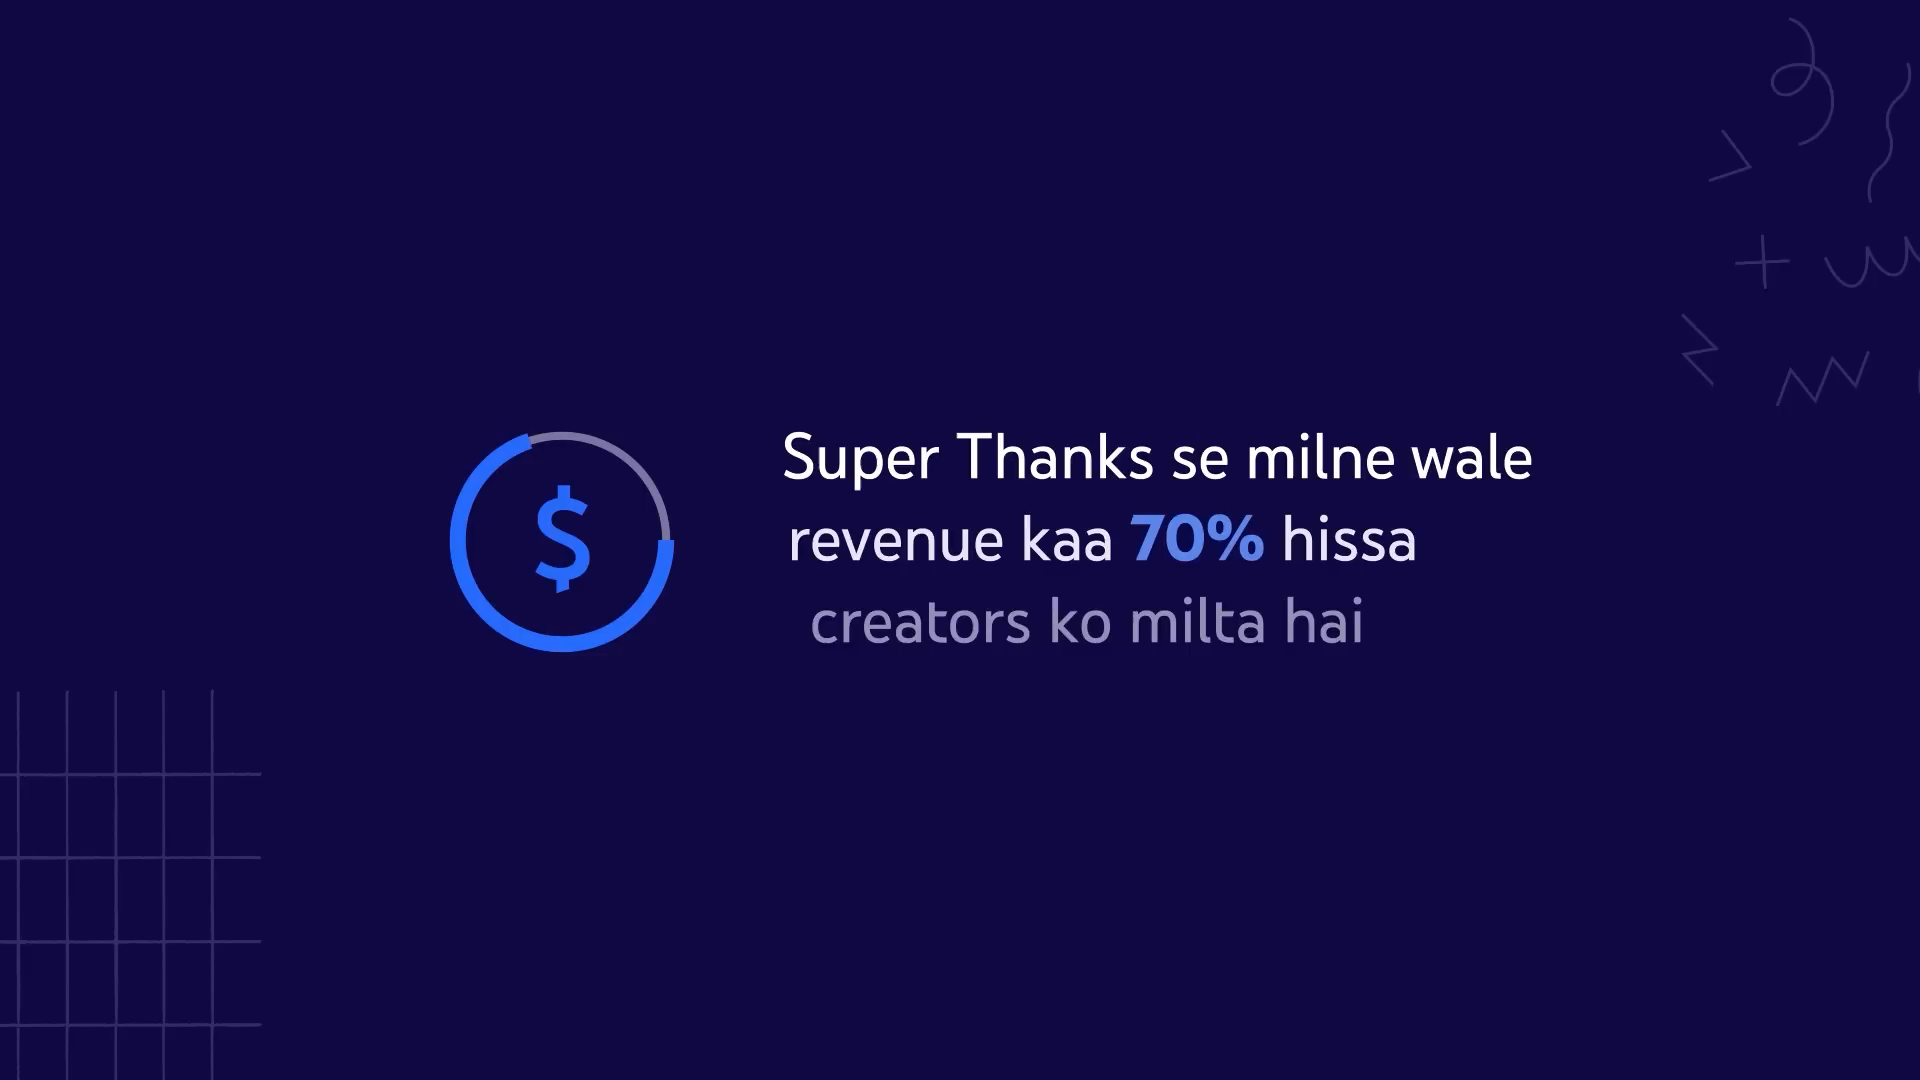 $
Super Thanks se milne wale
revenue kaa 70% hissa
creators ko milta hai